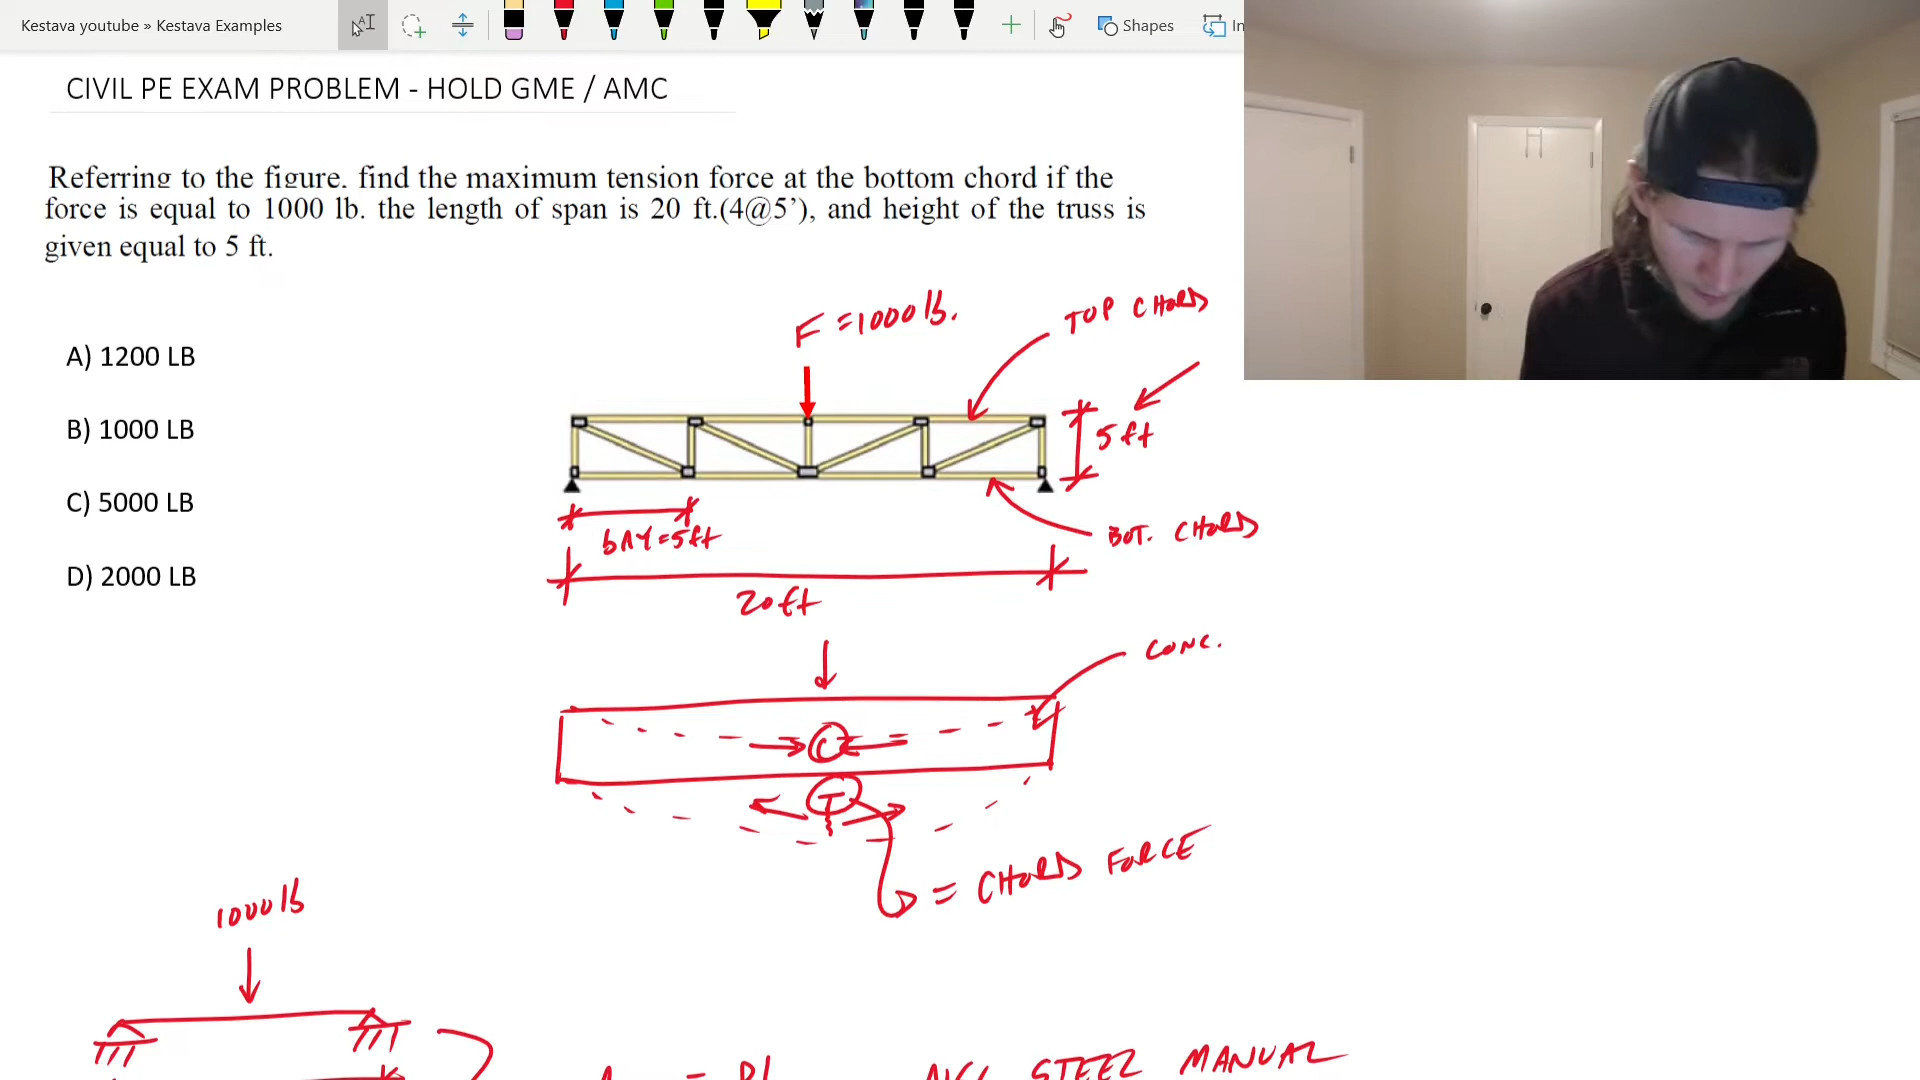 Kestava youtube » Kestava Examples
Shapes
In
CIVIL PE EXAM PROBLEM - HOLD GME / AMC
Referring to the figure, find the maximum tension force at the bottom chord if the
force is equal to 1000 lb. the length of span is 20 ft.(4@5’), and height of the truss is
given equal to 5 ft.
A) 1200 LB
B) 1000 LB
C) 5000 LB
D) 2000 LB
F = 1000 lb.
TOP CHORD
5 ft
BAY = 5 ft
BOT. CHORD
20 ft
CONC.
C
T
= CHORD FORCE
1000 lb
= PL
AISC STEEL MANUAL